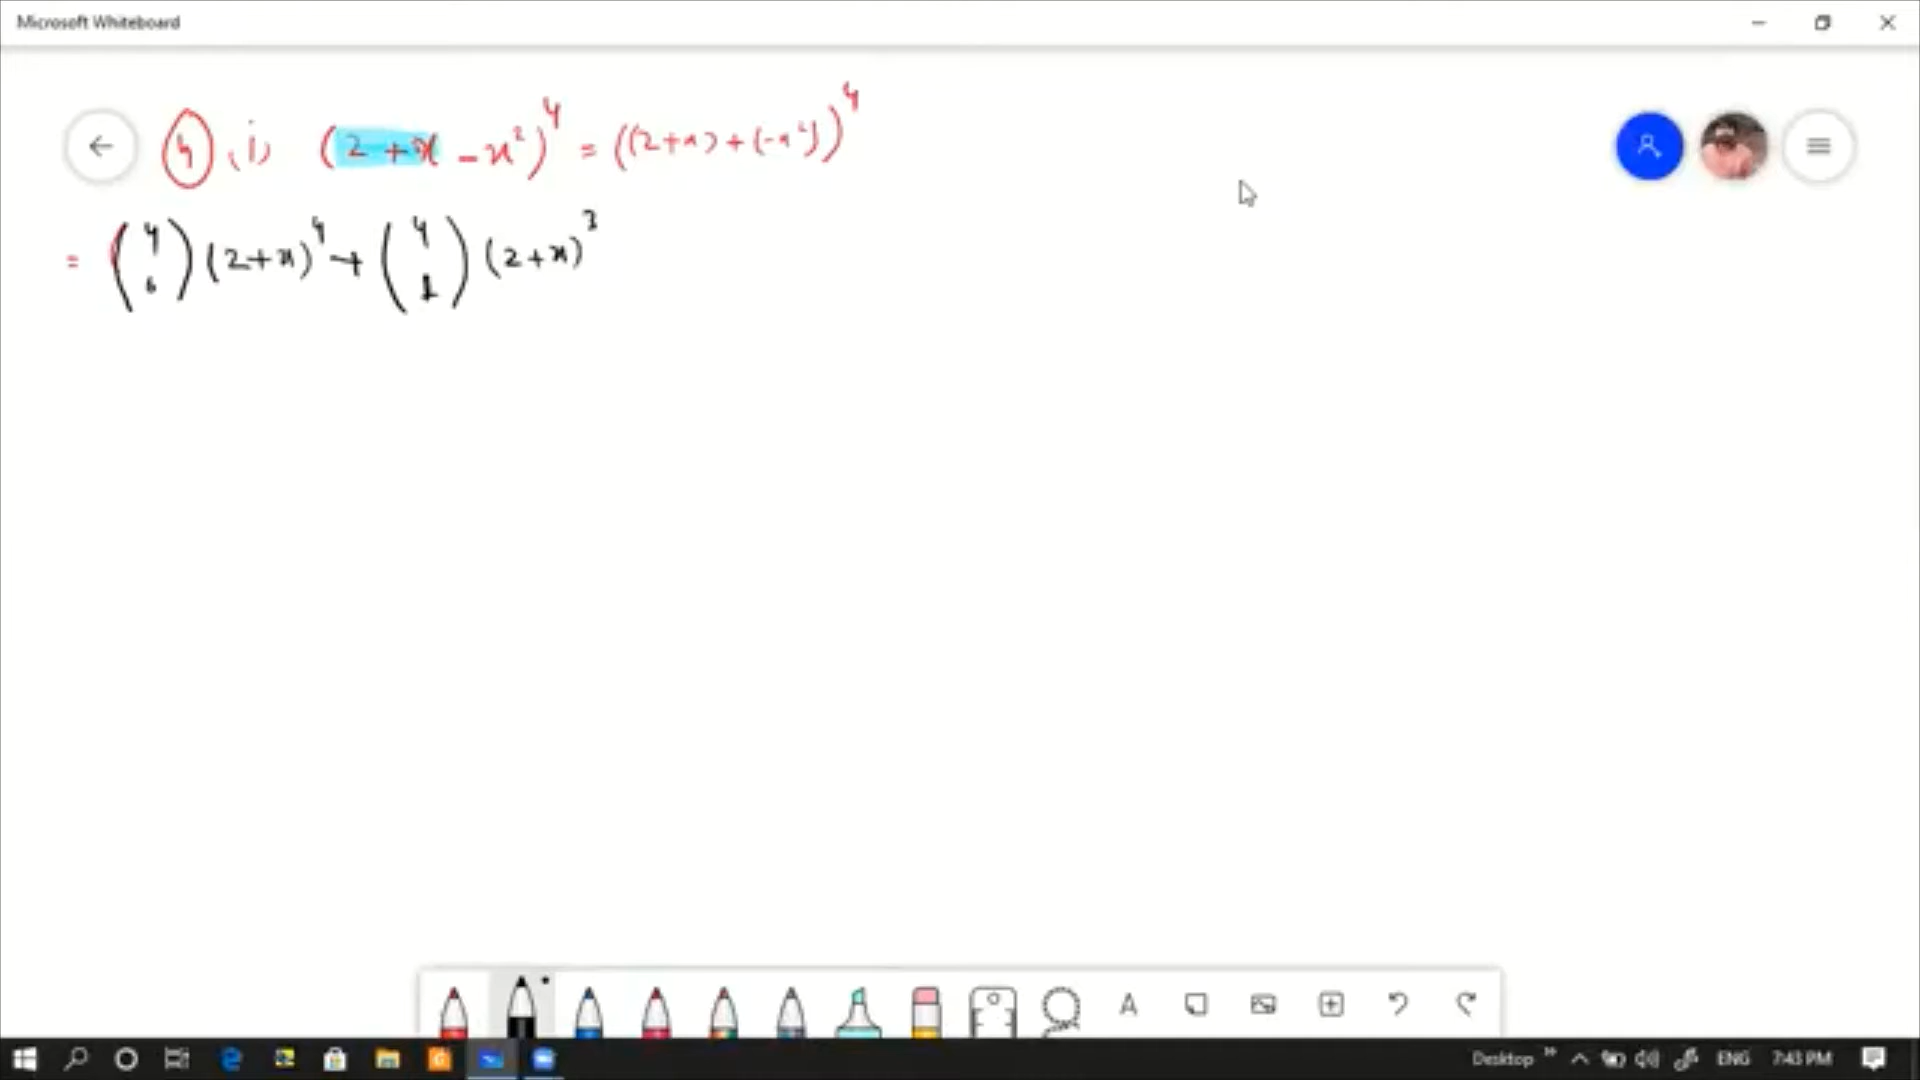 Microsoft Whiteboard
④ (i) (2 + x - x²)⁴ = ((2+x) + (-x²))⁴
= (4 0) (2+x)⁴ + (4 1) (2+x)³
Desktop » ENG 7:43 PM